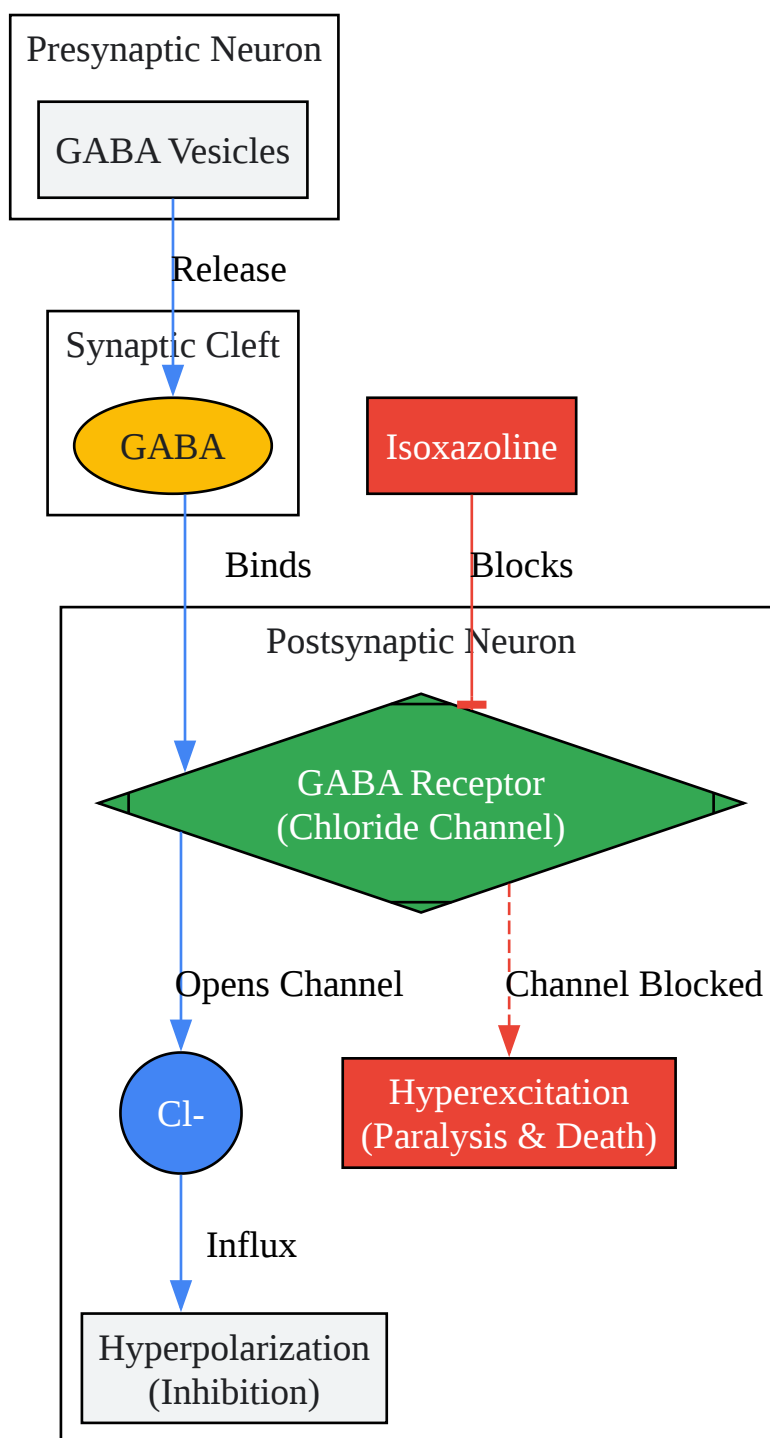 Presynaptic Neuron
GABA Vesicles
Release
Synaptic Cleft
GABA
Isoxazoline
Binds
Blocks
Postsynaptic Neuron
GABA Receptor
(Chloride Channel)
Opens Channel
Channel Blocked
Cl-
Hyperexcitation
(Paralysis & Death)
Influx
Hyperpolarization
(Inhibition)